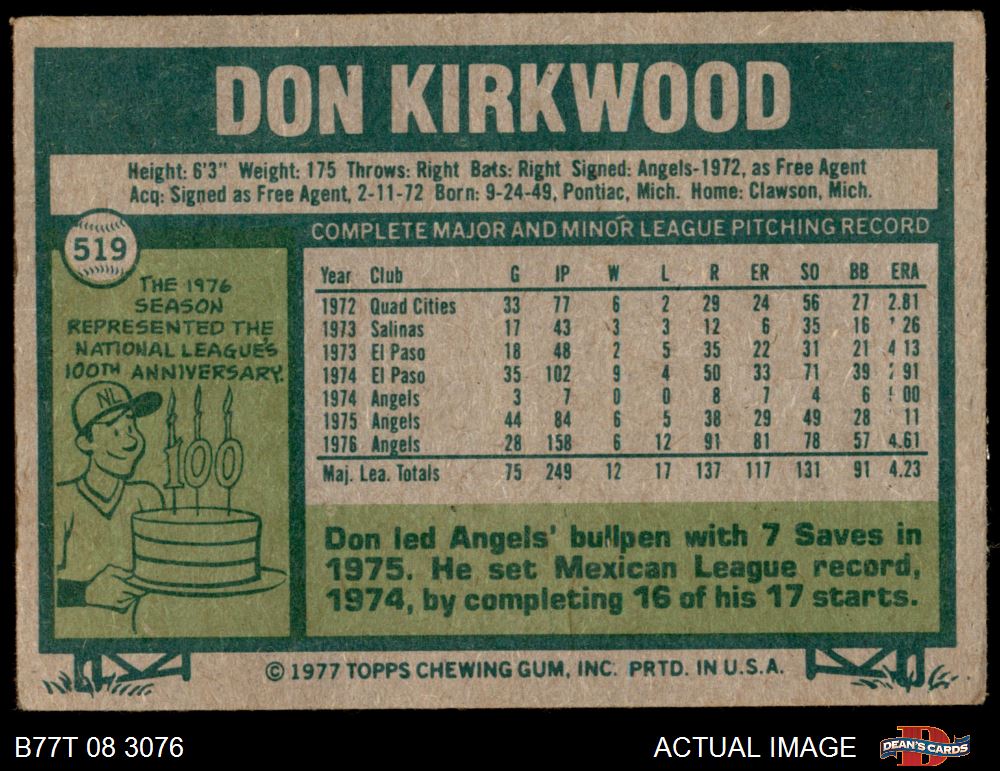 DON KIRKWOOD
Height: 6'3" Weight: 175 Throws: Right Bats: Right Signed: Angels-1972, as Free Agent
Acq: Signed as Free Agent, 2-11-72 Born: 9-24-49, Pontiac, Mich. Home: Clawson, Mich.
519
THE 1976
SEASON
REPRESENTED THE
NATIONAL LEAGUE'S
100TH ANNIVERSARY.
NL
100
COMPLETE MAJOR AND MINOR LEAGUE PITCHING RECORD
Year Club G IP W L R ER SO BB ERA
1972 Quad Cities 33 77 6 2 29 24 56 27 2.81
1973 Salinas 17 43 3 3 12 6 35 16 26
1973 El Paso 18 48 2 5 35 22 31 21 4 13
1974 El Paso 35 102 9 4 50 33 71 39 91
1974 Angels 3 7 0 0 8 7 4 6 00
1975 Angels 44 84 6 5 38 29 49 28 11
1976 Angels 28 158 6 12 91 81 78 57 4.61
Maj. Lea. Totals 75 249 12 17 137 117 131 91 4.23
Don led Angels' bullpen with 7 Saves in
1975. He set Mexican League record,
1974, by completing 16 of his 17 starts.
© 1977 TOPPS CHEWING GUM, INC. PRTD. IN U.S.A.
B77T 08 3076
ACTUAL IMAGE
DEAN'S CARDS